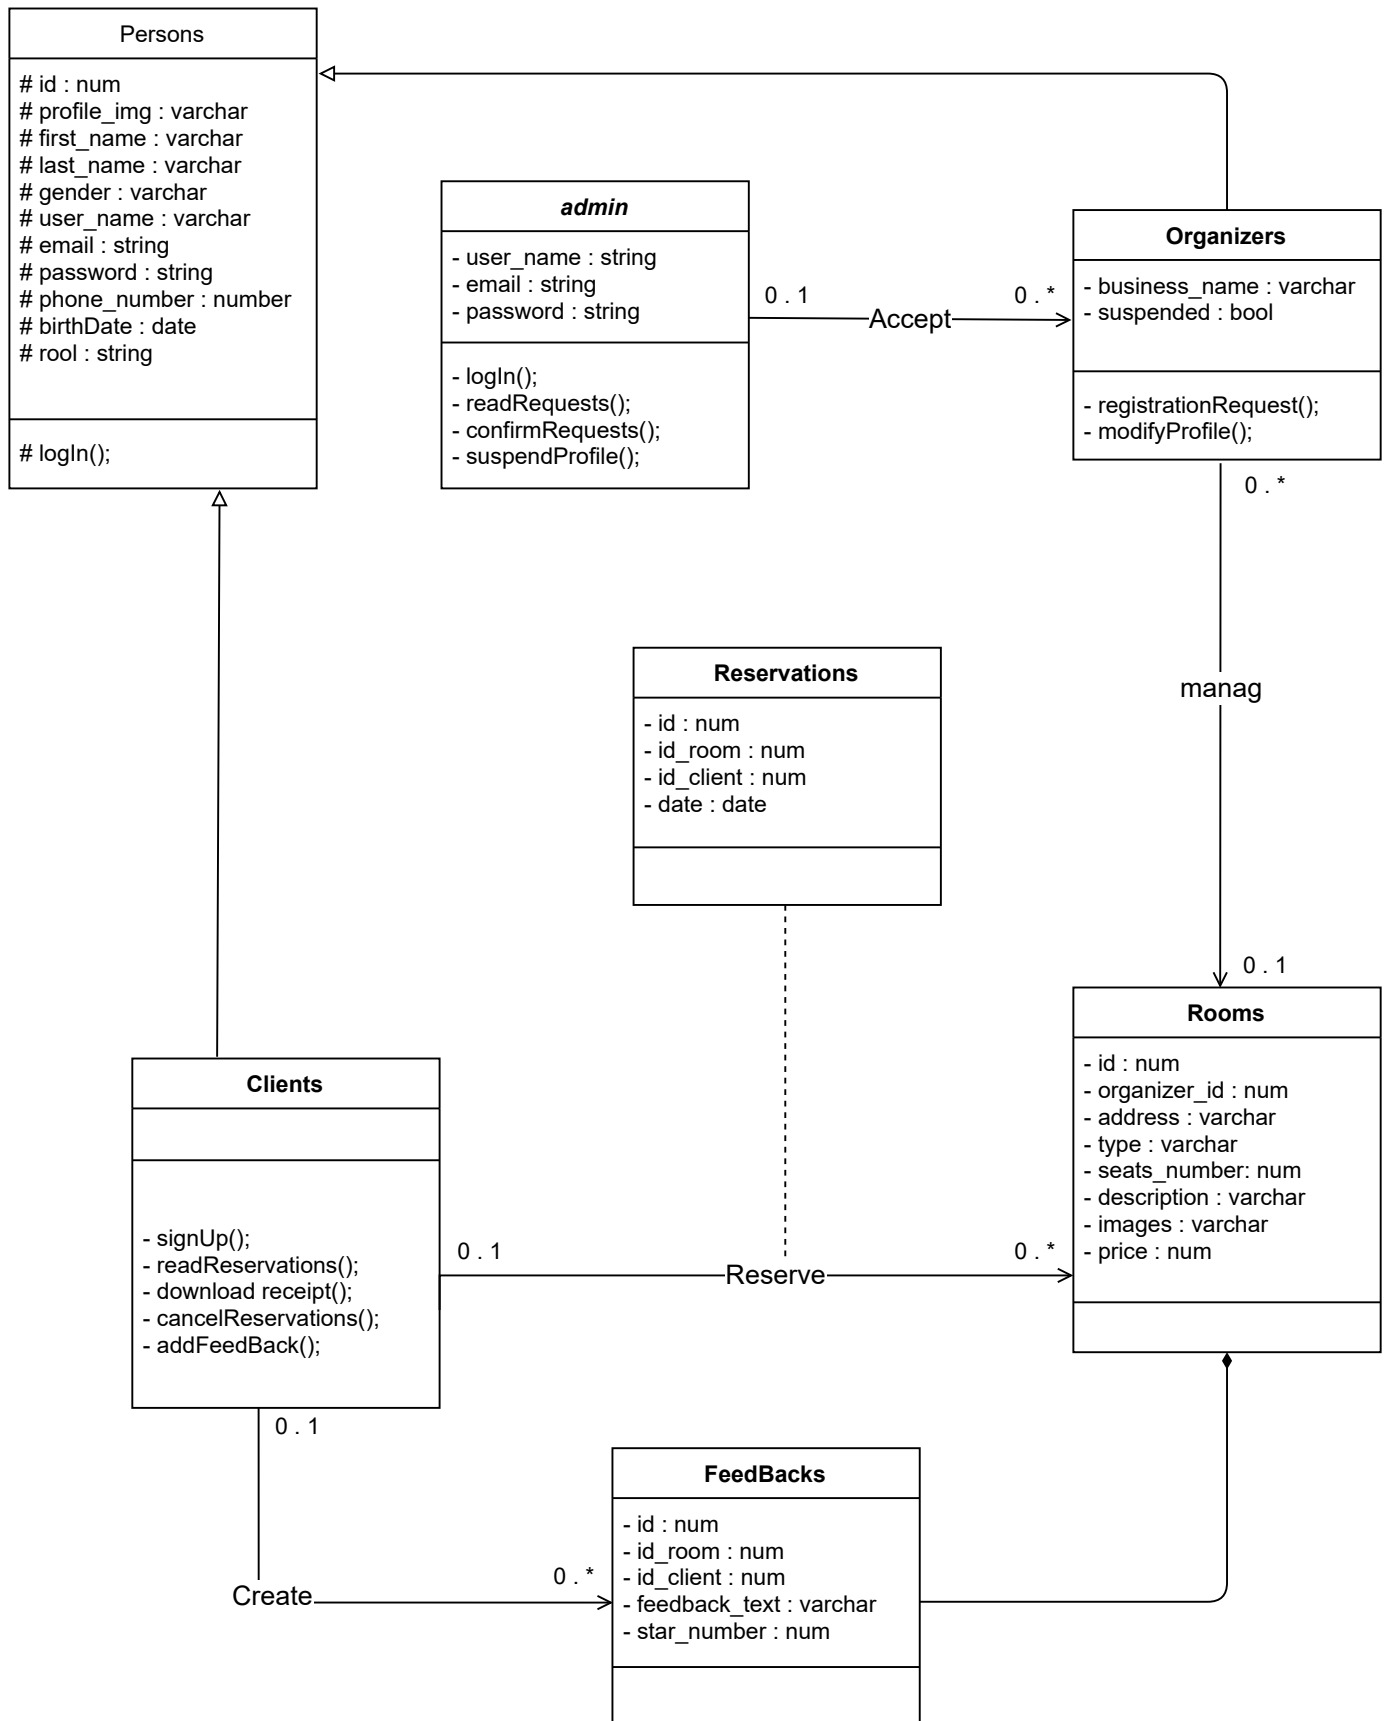 Persons
# id : num
# profile_img : varchar
# first_name : varchar
# last_name : varchar
# gender : varchar
# user_name : varchar
# email : string
# password : string
# phone_number : number
# birthDate : date
# rool : string
# logIn();
admin
- user_name : string
- email : string
- password : string
- logIn();
- readRequests();
- confirmRequests();
- suspendProfile();
0 . 1
Accept
0 . *
Organizers
- business_name : varchar
- suspended : bool
- registrationRequest();
- modifyProfile();
0 . *
manag
0 . 1
Reservations
- id : num
- id_room : num
- id_client : num
- date : date
Rooms
- id : num
- organizer_id : num
- address : varchar
- type : varchar
- seats_number: num
- description : varchar
- images : varchar
- price : num
Clients
- signUp();
- readReservations();
- download receipt();
- cancelReservations();
- addFeedBack();
0 . 1
Reserve
0 . *
0 . 1
Create
0 . *
FeedBacks
- id : num
- id_room : num
- id_client : num
- feedback_text : varchar
- star_number : num